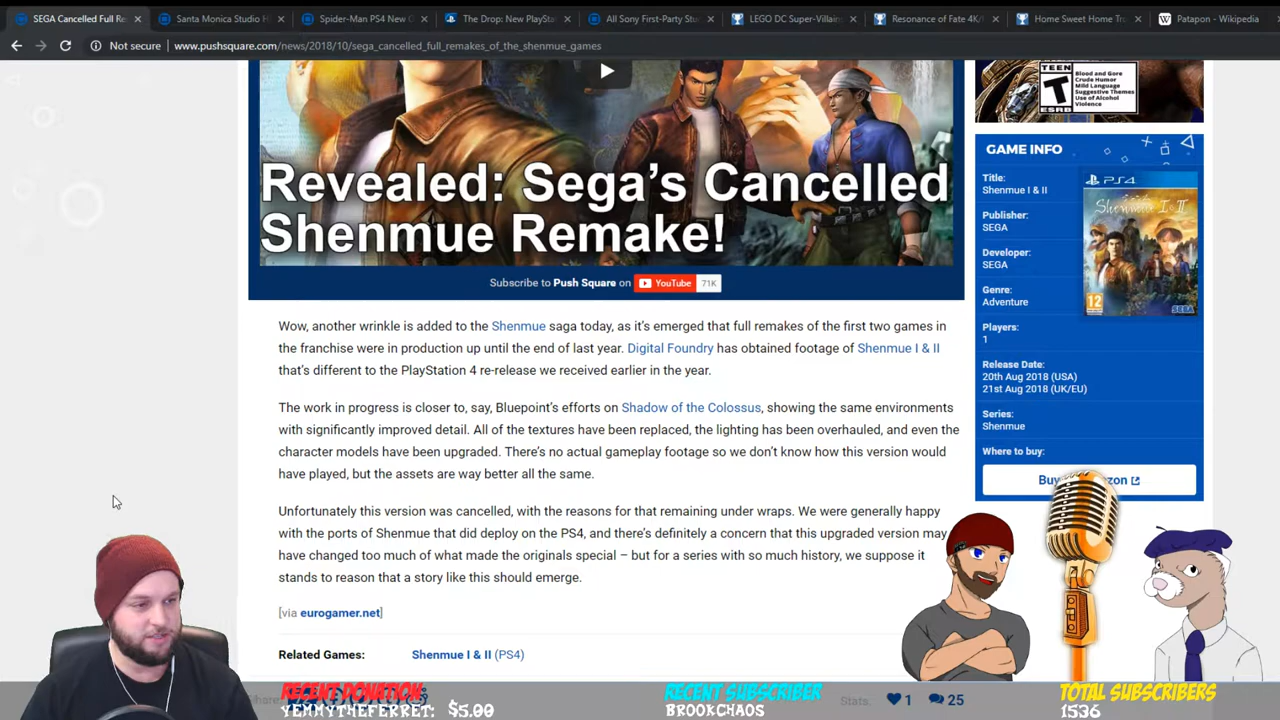 SEGA Cancelled Full Re
Santa Monica Studio H
Spider-Man PS4 New C
The Drop: New PlaySta
All Sony First-Party Stu
LEGO DC Super-Villain
Resonance of Fate 4K/
Home Sweet Home Tr
Patapon - Wikipedia
Not secure
www.pushsquare.com/news/2018/10/sega_cancelled_full_remakes_of_the_shenmue_games
TEEN
T
ESRB
Blood and Gore
Crude Humor
Mild Language
Suggestive Themes
Use of Alcohol
Violence
Revealed: Sega's Cancelled
Shenmue Remake!
Subscribe to Push Square on YouTube 71K
Wow, another wrinkle is added to the Shenmue saga today, as it's emerged that full remakes of the first two games in
the franchise were in production up until the end of last year. Digital Foundry has obtained footage of Shenmue I & II
that's different to the PlayStation 4 re-release we received earlier in the year.
The work in progress is closer to, say, Bluepoint's efforts on Shadow of the Colossus, showing the same environments
with significantly improved detail. All of the textures have been replaced, the lighting has been overhauled, and even the
character models have been upgraded. There's no actual gameplay footage so we don't know how this version would
have played, but the assets are way better all the same.
Unfortunately this version was cancelled, with the reasons for that remaining under wraps. We were generally happy
with the ports of Shenmue that did deploy on the PS4, and there's definitely a concern that this upgraded version may
have changed too much of what made the originals special – but for a series with so much history, we suppose it
stands to reason that a story like this should emerge.
[via eurogamer.net]
Related Games: Shenmue I & II (PS4)
GAME INFO
Title:
Shenmue I & II
Publisher:
SEGA
Developer:
SEGA
Genre:
Adventure
Players:
1
Release Date:
20th Aug 2018 (USA)
21st Aug 2018 (UK/EU)
Series:
Shenmue
Where to buy:
PS4
Shenmue I & II
12
SEGA
Stats: 1 25
RECENT DONATION
YEMMYTHEFERRET: $5.00
RECENT SUBSCRIBER
BROOKCHAOS
TOTAL SUBSCRIBERS
1536